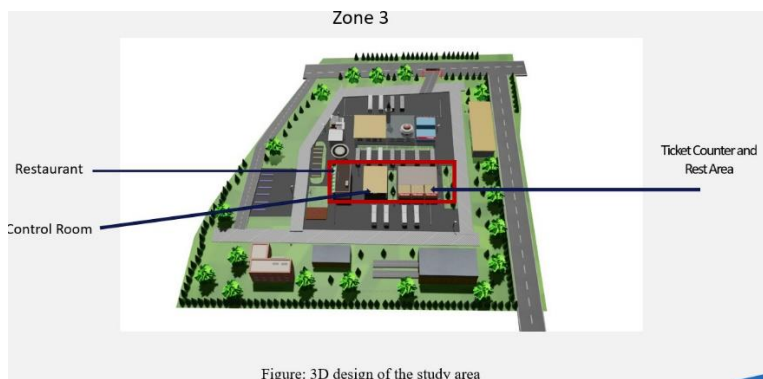 Zone 3
Restaurant
Ticket Counter and
Rest Area
Control Room
Figure: 3D design of the study area